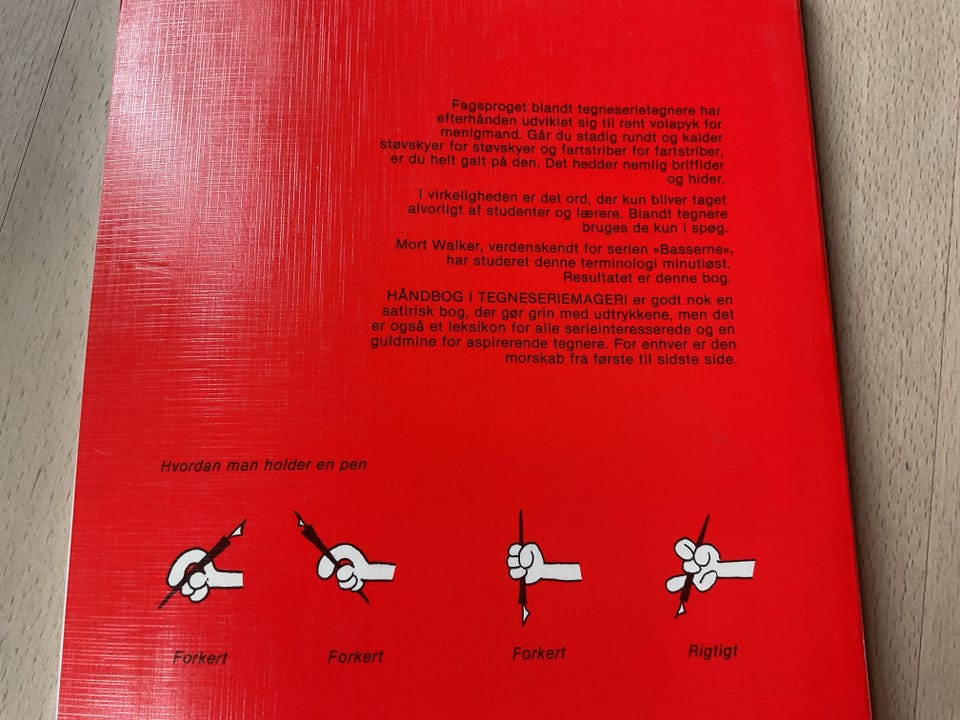 Fagsproget blandt tegneserietegnere har
efterhånden udviklet sig til rent volapyk for
menigmand. Går du stadig rundt og kalder
støvskyer for støvskyer og fartstriber for fartstriber,
er du helt galt på den. Det hedder nemlig briffider
og hider.
I virkeligheden er det ord, der kun bliver taget
alvorligt af studenter og lærere. Blandt tegnere
bruges de kun i spøg.
Mort Walker, verdenskendt for serien »Basserne«,
har studeret denne terminologi minutiøst.
Resultatet er denne bog.
HÅNDBOG I TEGNESERIEMAGERI er godt nok en
satirisk bog, der gør grin med udtrykkene, men det
er også et leksikon for alle serieinteresserede og en
guldmine for aspirerende tegnere. For enhver er den
morskab fra første til sidste side.
Hvordan man holder en pen
Forkert Forkert Forkert Rigtigt